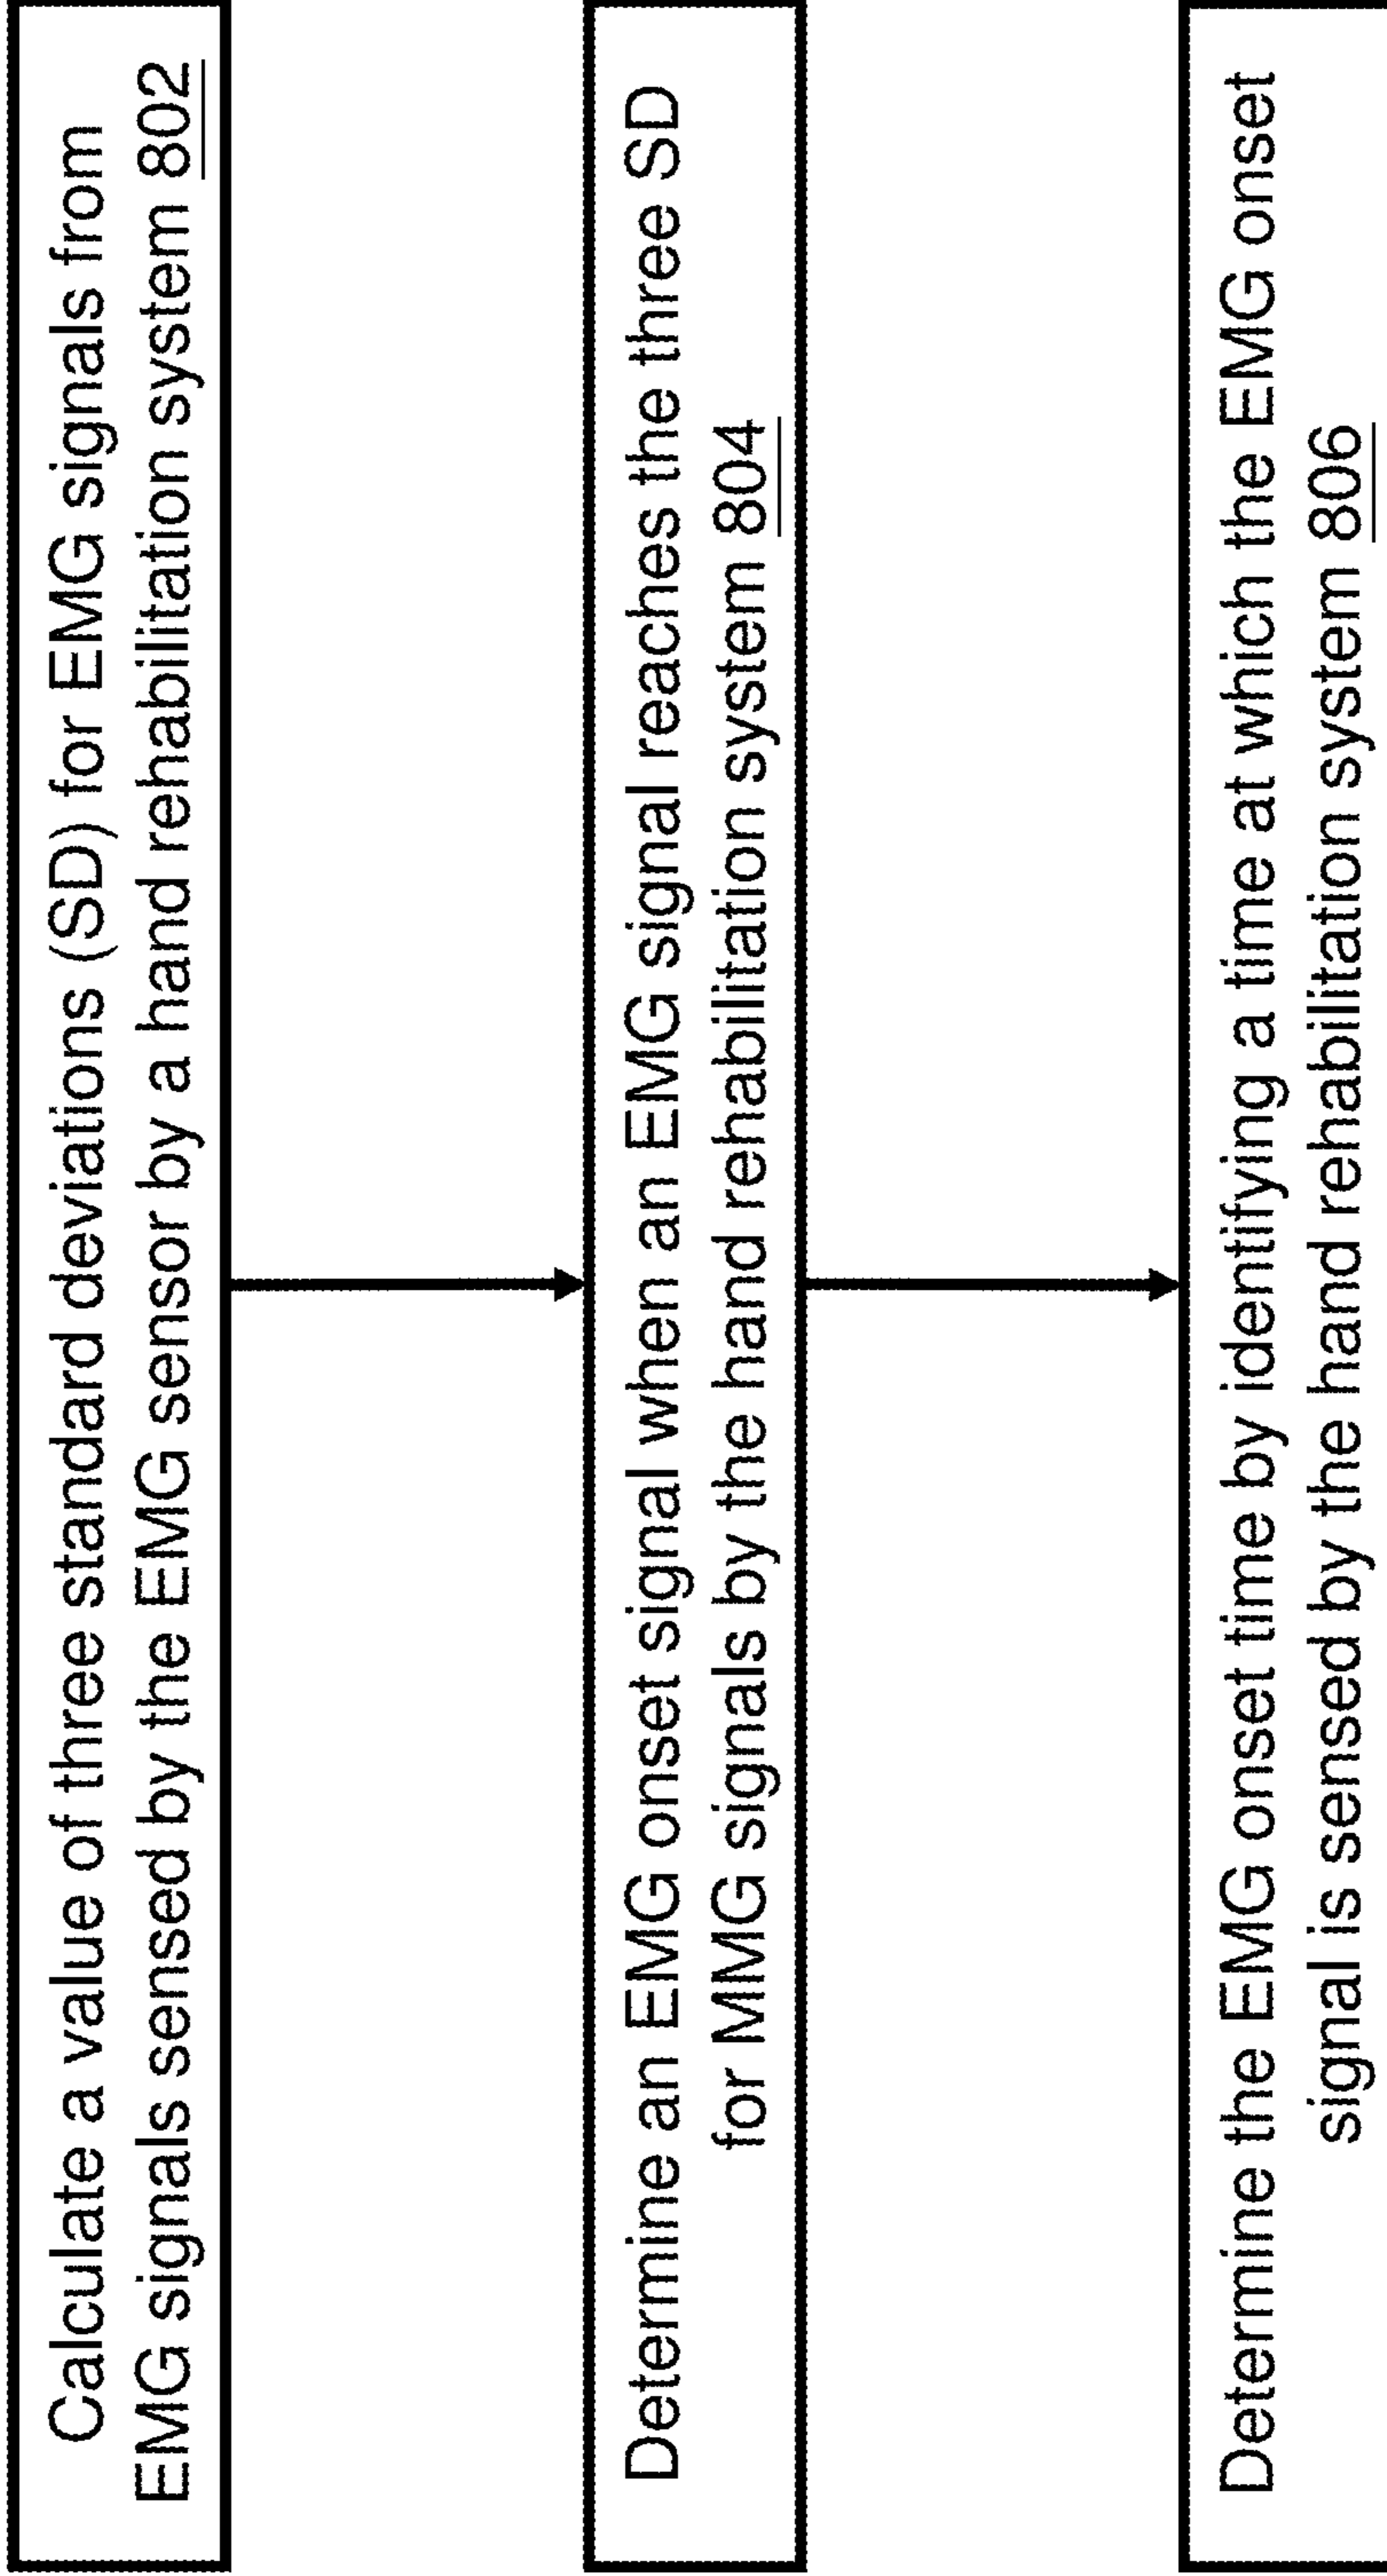 Calculate a value of three standard deviations (SD) for EMG signals from
EMG signals sensed by the EMG sensor by a hand rehabilitation system 802
Determine an EMG onset signal when an EMG signal reaches the three SD
for MMG signals by the hand rehabilitation system 804
Determine the EMG onset time by identifying a time at which the EMG onset
signal is sensed by the hand rehabilitation system 806